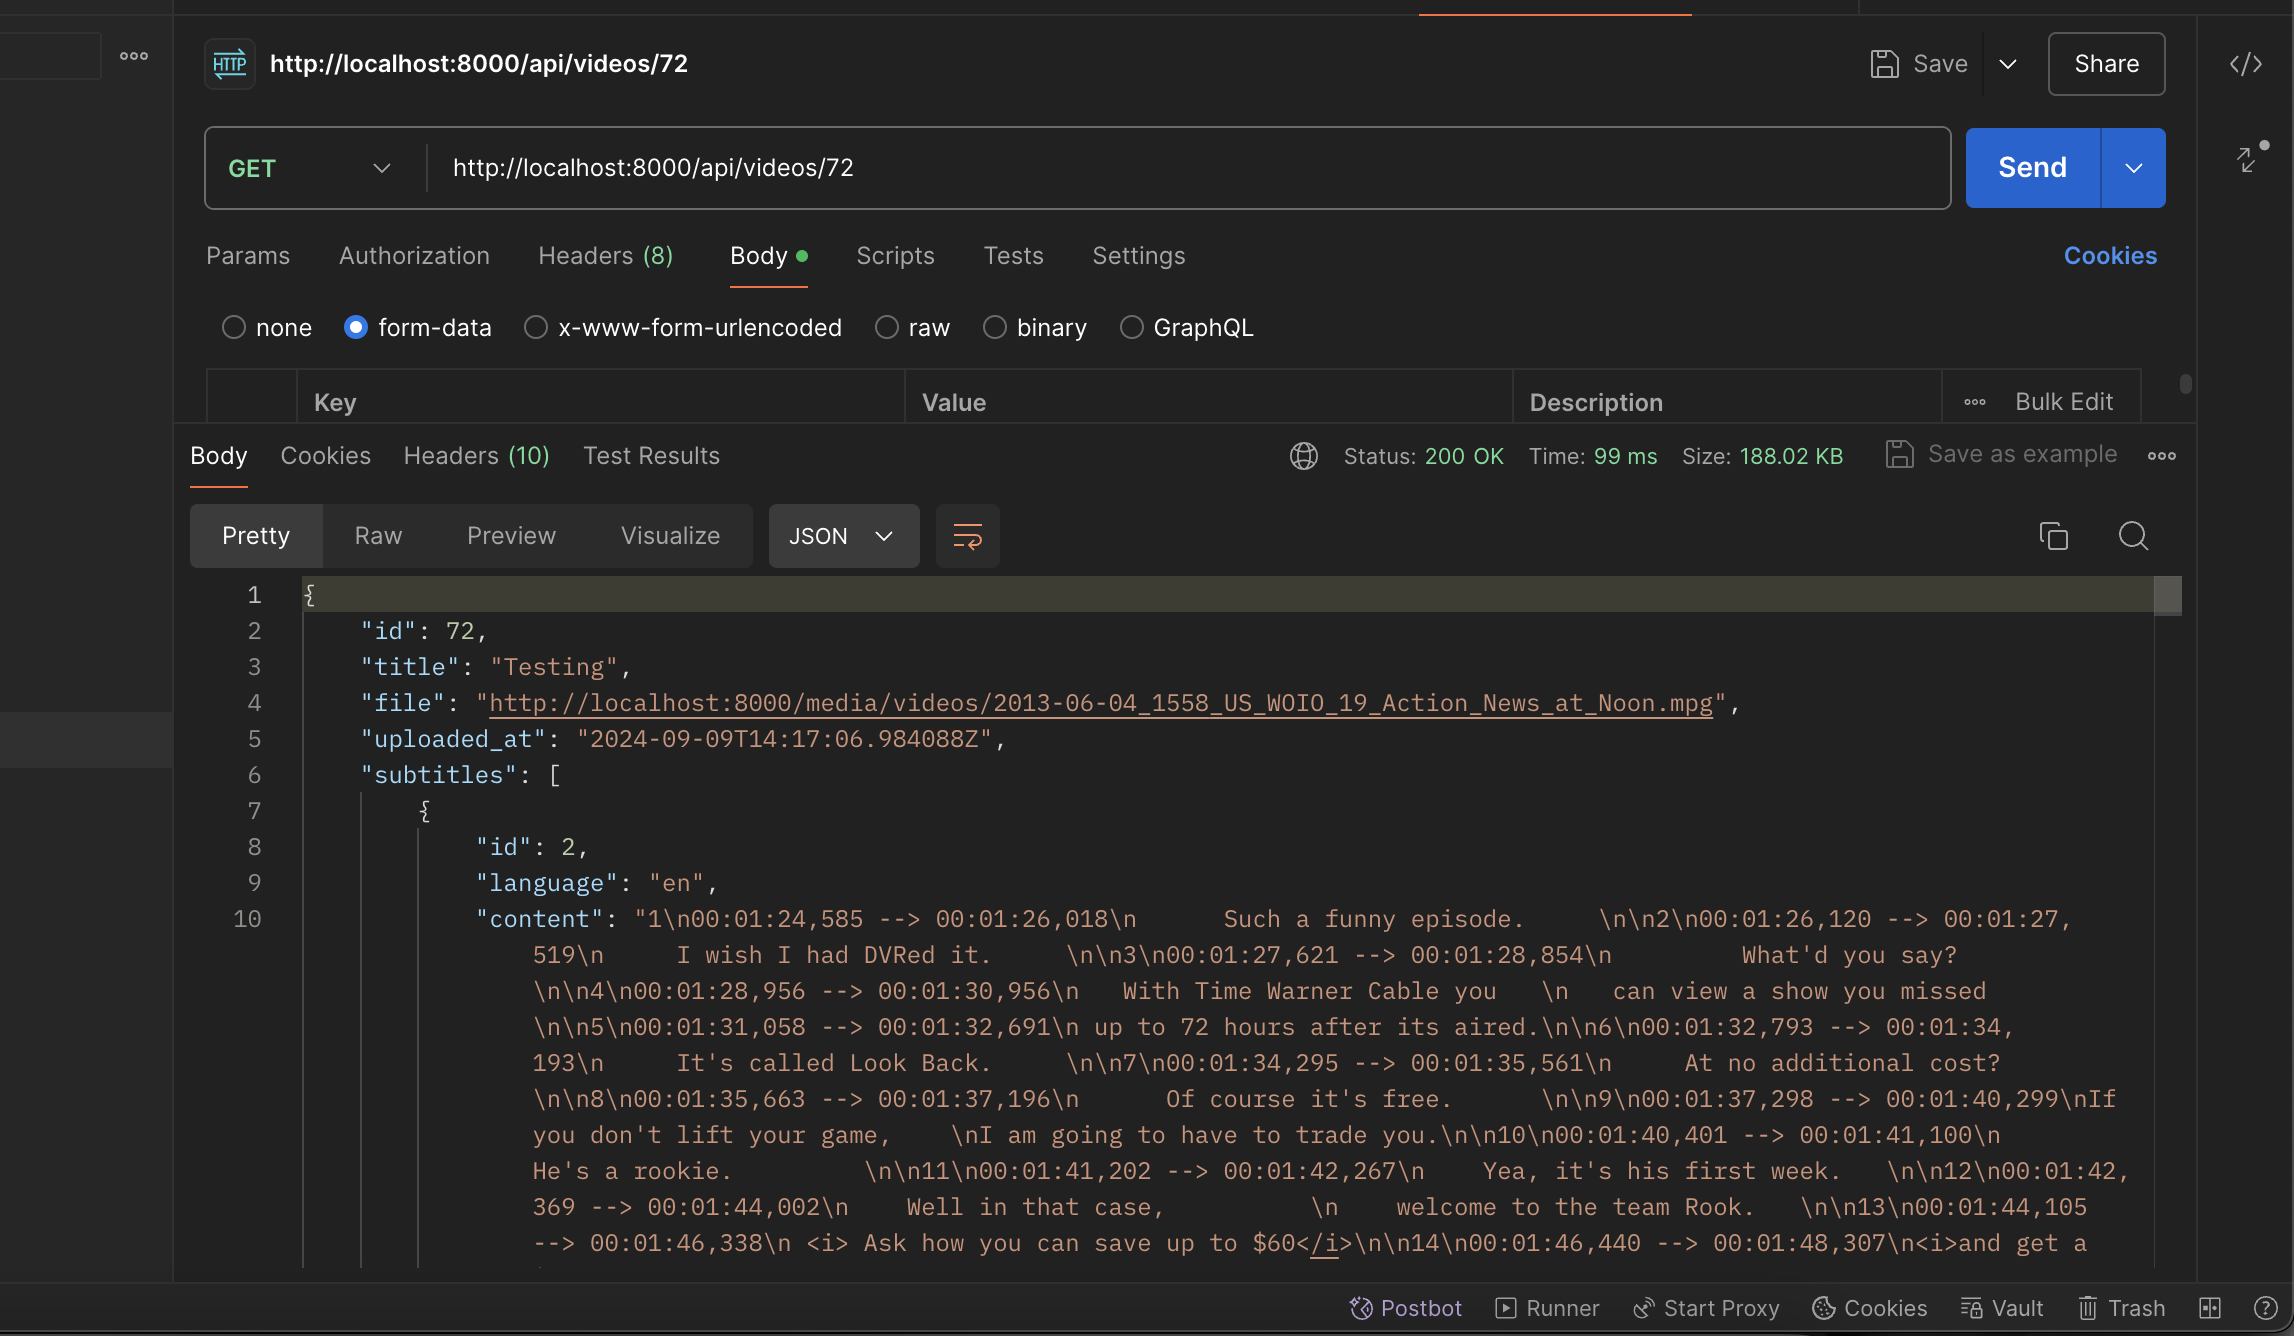 HTTP http://localhost:8000/api/videos/72 Save Share
GET http://localhost:8000/api/videos/72 Send
Params Authorization Headers (8) Body Scripts Tests Settings Cookies
none form-data x-www-form-urlencoded raw binary GraphQL
Key Value Description Bulk Edit
Body Cookies Headers (10) Test Results Status: 200 OK Time: 99 ms Size: 188.02 KB Save as example
Pretty Raw Preview Visualize JSON
1 {
2 "id": 72,
3 "title": "Testing",
4 "file": "http://localhost:8000/media/videos/2013-06-04_1558_US_WOIO_19_Action_News_at_Noon.mpg",
5 "uploaded_at": "2024-09-09T14:17:06.984088Z",
6 "subtitles": [
7 {
8 "id": 2,
9 "language": "en",
10 "content": "1\n00:01:24,585 --> 00:01:26,018\n      Such a funny episode.     \n\n2\n00:01:26,120 --> 00:01:27,
519\n     I wish I had DVRed it.     \n\n3\n00:01:27,621 --> 00:01:28,854\n         What'd you say?
\n\n4\n00:01:28,956 --> 00:01:30,956\n   With Time Warner Cable you   \n   can view a show you missed
\n\n5\n00:01:31,058 --> 00:01:32,691\n up to 72 hours after its aired.\n\n6\n00:01:32,793 --> 00:01:34,
193\n     It's called Look Back.     \n\n7\n00:01:34,295 --> 00:01:35,561\n     At no additional cost?
\n\n8\n00:01:35,663 --> 00:01:37,196\n      Of course it's free.      \n\n9\n00:01:37,298 --> 00:01:40,299\nIf
you don't lift your game,    \nI am going to have to trade you.\n\n10\n00:01:40,401 --> 00:01:41,100\n
He's a rookie.         \n\n11\n00:01:41,202 --> 00:01:42,267\n    Yea, it's his first week.   \n\n12\n00:01:42,
369 --> 00:01:44,002\n    Well in that case,          \n    welcome to the team Rook.   \n\n13\n00:01:44,105
--> 00:01:46,338\n <i> Ask how you can save up to $60</i>\n\n14\n00:01:46,440 --> 00:01:48,307\n<i>and get a
Postbot Runner Start Proxy Cookies Vault Trash